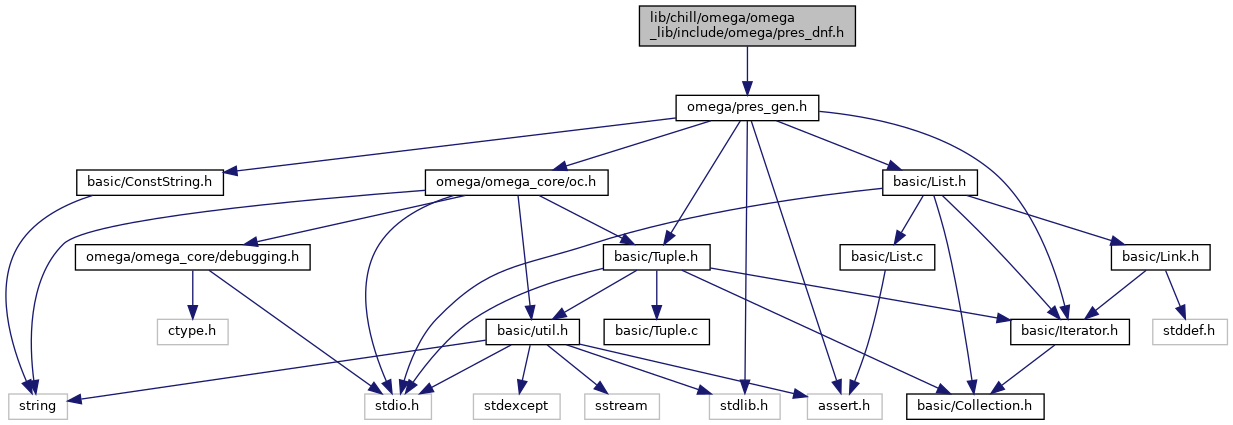 lib/chill/omega/omega
_lib/include/omega/pres_dnf.h
omega/pres_gen.h
basic/ConstString.h
omega/omega_core/oc.h
basic/List.h
omega/omega_core/debugging.h
basic/Tuple.h
basic/List.c
basic/Link.h
ctype.h
basic/util.h
basic/Tuple.c
basic/Iterator.h
stddef.h
string
stdio.h
stdexcept
sstream
stdlib.h
assert.h
basic/Collection.h